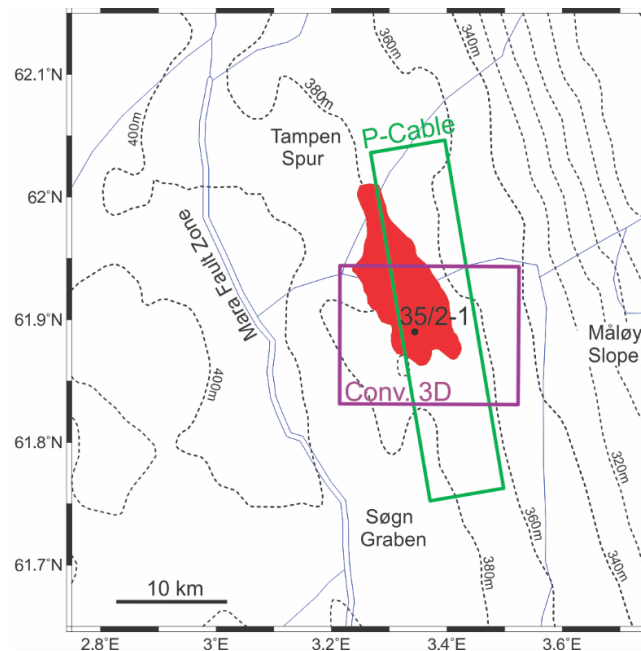 62.1°N
62°N
61.9°N
61.8°N
61.7°N
2.8°E
3°E
3.2°E
3.4°E
3.6°E
400m
380m
360m
340m
Tampen
Spur
P-Cable
Mara Fault Zone
35/2-1
Måløy
Slope
Conv. 3D
400m
Søgn
Graben
380m
360m
340m
320m
10 km